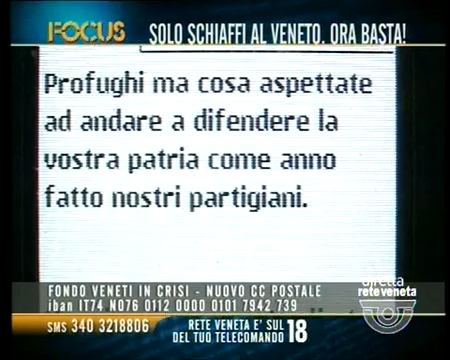 FOCUS
SOLO SCHIAFFI AL VENETO, ORA BASTA!
Profughi ma cosa aspettate
ad andare a difendere la
vostra patria come anno
fatto nostri partigiani.
diretta
reteveneta
FONDO VENETI IN CRISI - NUOVO CC POSTALE
iban IT74 N076 0112 0000 0101 7942 739
SMS 340 3218806
RETE VENETA E' SUL
DEL TUO TELECOMANDO 18